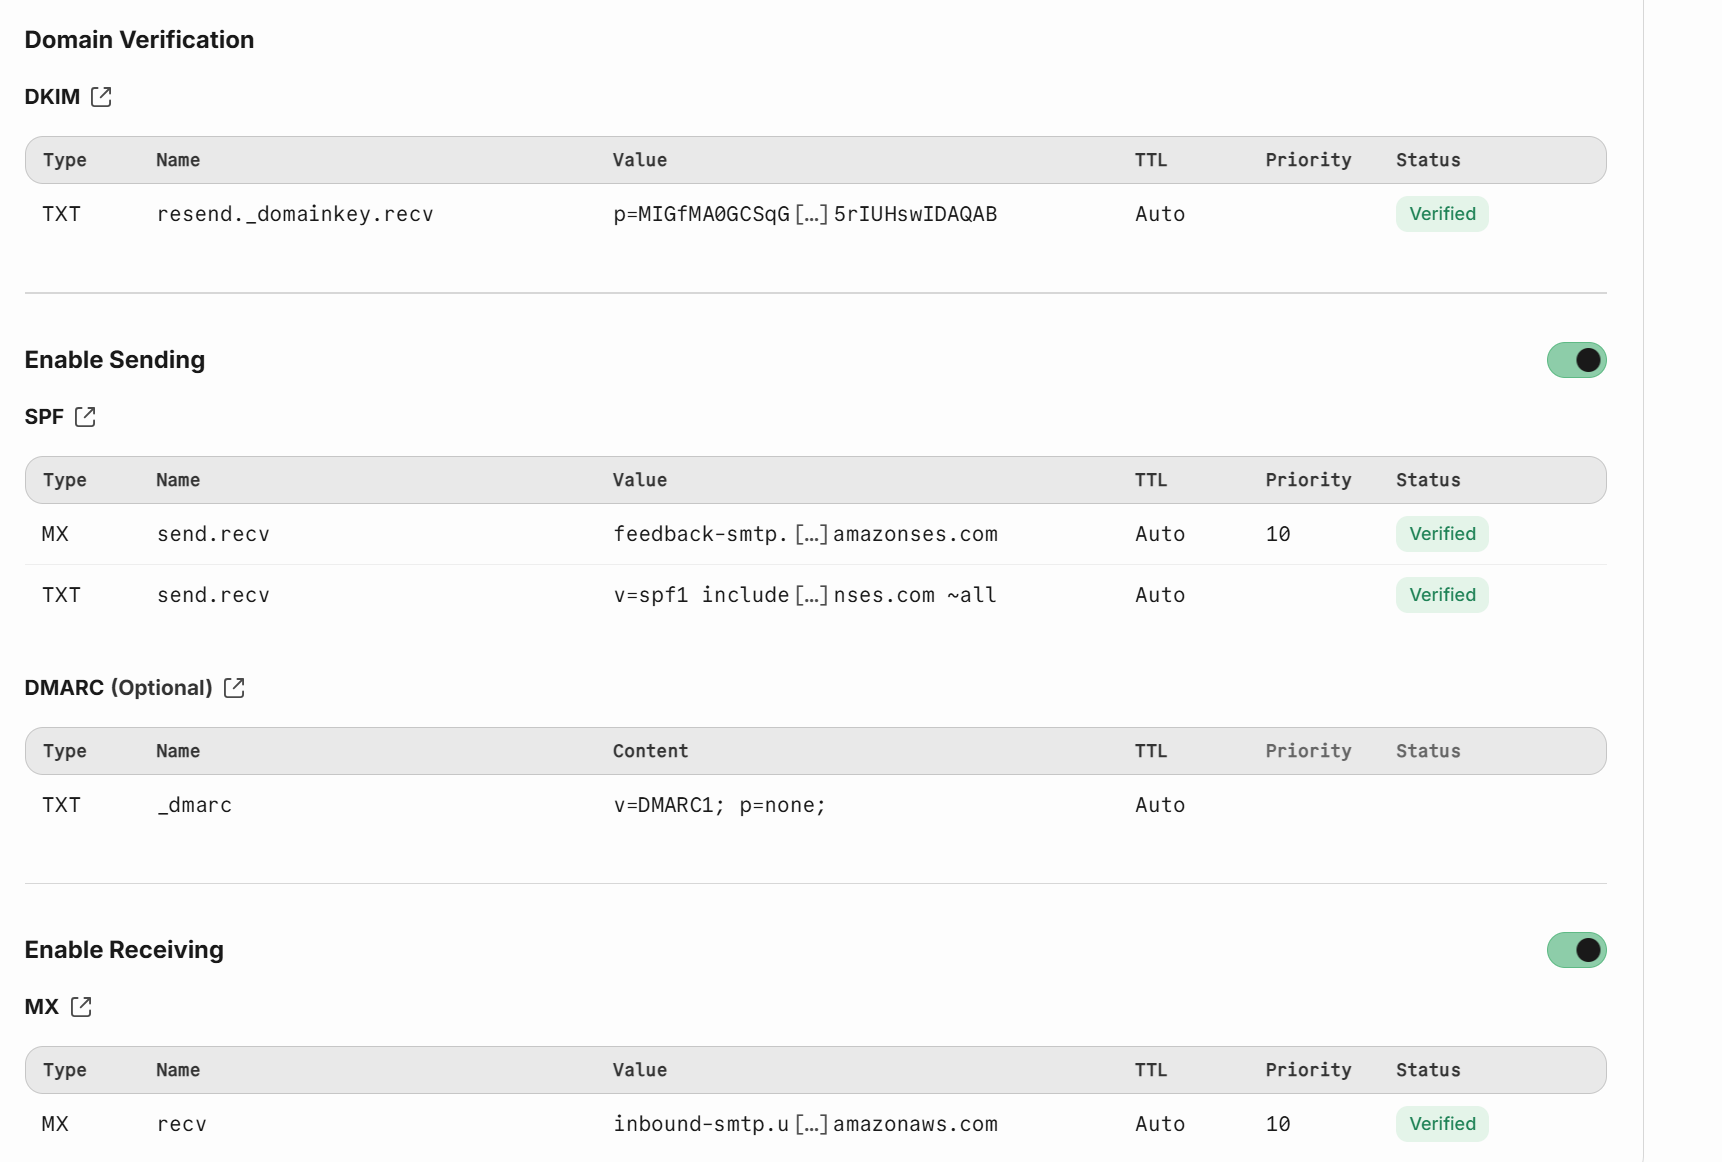 Domain Verification
DKIM
Type Name Value TTL Priority Status
TXT resend._domainkey.recv p=MIGfMA0GCSqG[…]5rIUHswIDAQAB Auto Verified
Enable Sending
SPF
Type Name Value TTL Priority Status
MX send.recv feedback-smtp.[…]amazonses.com Auto 10 Verified
TXT send.recv v=spf1 include[…]nses.com ~all Auto Verified
DMARC (Optional)
Type Name Content TTL Priority Status
TXT _dmarc v=DMARC1; p=none; Auto
Enable Receiving
MX
Type Name Value TTL Priority Status
MX recv inbound-smtp.u[…]amazonaws.com Auto 10 Verified